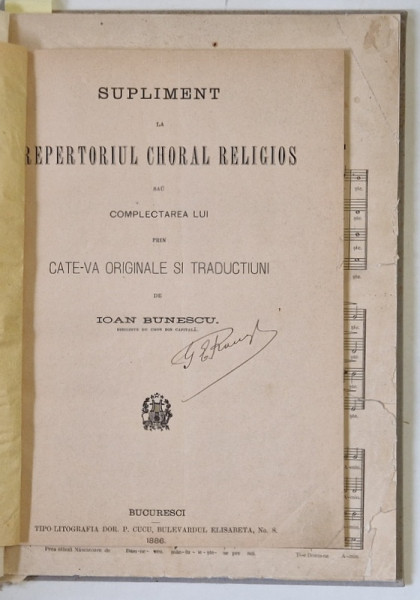 SUPLIMENT
LA
REPERTORIUL CHORAL RELIGIOS
SAŬ
COMPLECTAREA LUI
PRIN
CATE-VA ORIGINALE SI TRADUCTIUNI
DE
IOAN BUNESCU.
BUCURESCI
TIPO-LITOGRAFIA DOR. P. CUCU, BULEVARDUL ELISABETA, No. 8.
1886.